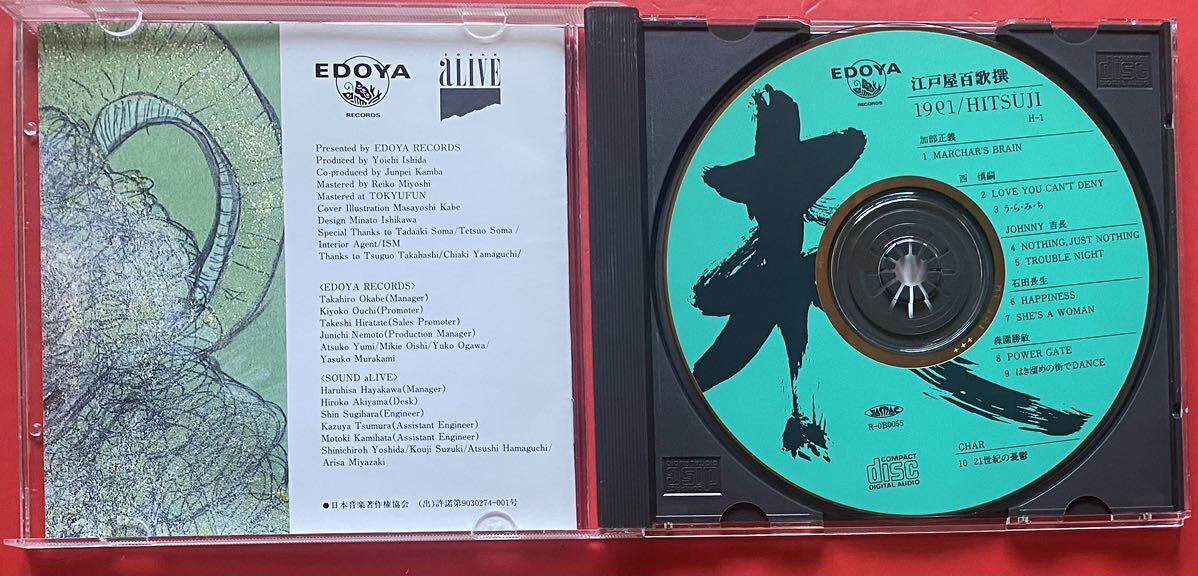 EDOYA
RECORDS
SOUND
aLIVE
Presented by EDOYA RECORDS
Produced by Yoichi Ishida
Co-produced by Junpei Kamba
Mastered by Reiko Miyoshi
Mastered at TOKYUFUN
Cover Illustration Masayoshi Kabe
Design Minato Ishikawa
Special Thanks to Tadaaki Soma/Tetsuo Soma/
Interior Agent/ISM
Thanks to Tsuguo Takahashi/Chiaki Yamaguchi/
<EDOYA RECORDS>
Takahiro Okabe(Manager)
Kiyoko Ouchi(Promoter)
Takeshi Hiratate(Sales Promoter)
Junichi Nemoto(Production Manager)
Atsuko Yumi/Mikie Oishi/Yuko Ogawa/
Yasuko Murakami
<SOUND aLIVE>
Haruhisa Hayakawa(Manager)
Hiroko Akiyama(Desk)
Shin Sugihara(Engineer)
Kazuya Tsumura(Assistant Engineer)
Motoki Kamihata(Assistant Engineer)
Shinichiroh Yoshida/Kouji Suzuki/Atsushi Hamaguchi/
Arisa Miyazaki
●日本音楽著作権協会 (出)許諾第9030274-001号
EDOYA
RECORDS
江戸屋百歌撰
1991/HITSUJI
H-1
加部正義
1 MARCHAR'S BRAIN
西 慎嗣
2 LOVE YOU CAN'T DENY
3 う・ら・み・ち
JOHNNY 吉長
4 NOTHING, JUST NOTHING
5 TROUBLE NIGHT
石田長生
6 HAPPINESS
7 SHE'S A WOMAN
森園勝敏
8 POWER GATE
9 はき溜めの街でDANCE
JASRAC
R-0B0055
CHAR
10 21世紀の憂鬱
COMPACT
disc
DIGITAL AUDIO
disc
disc